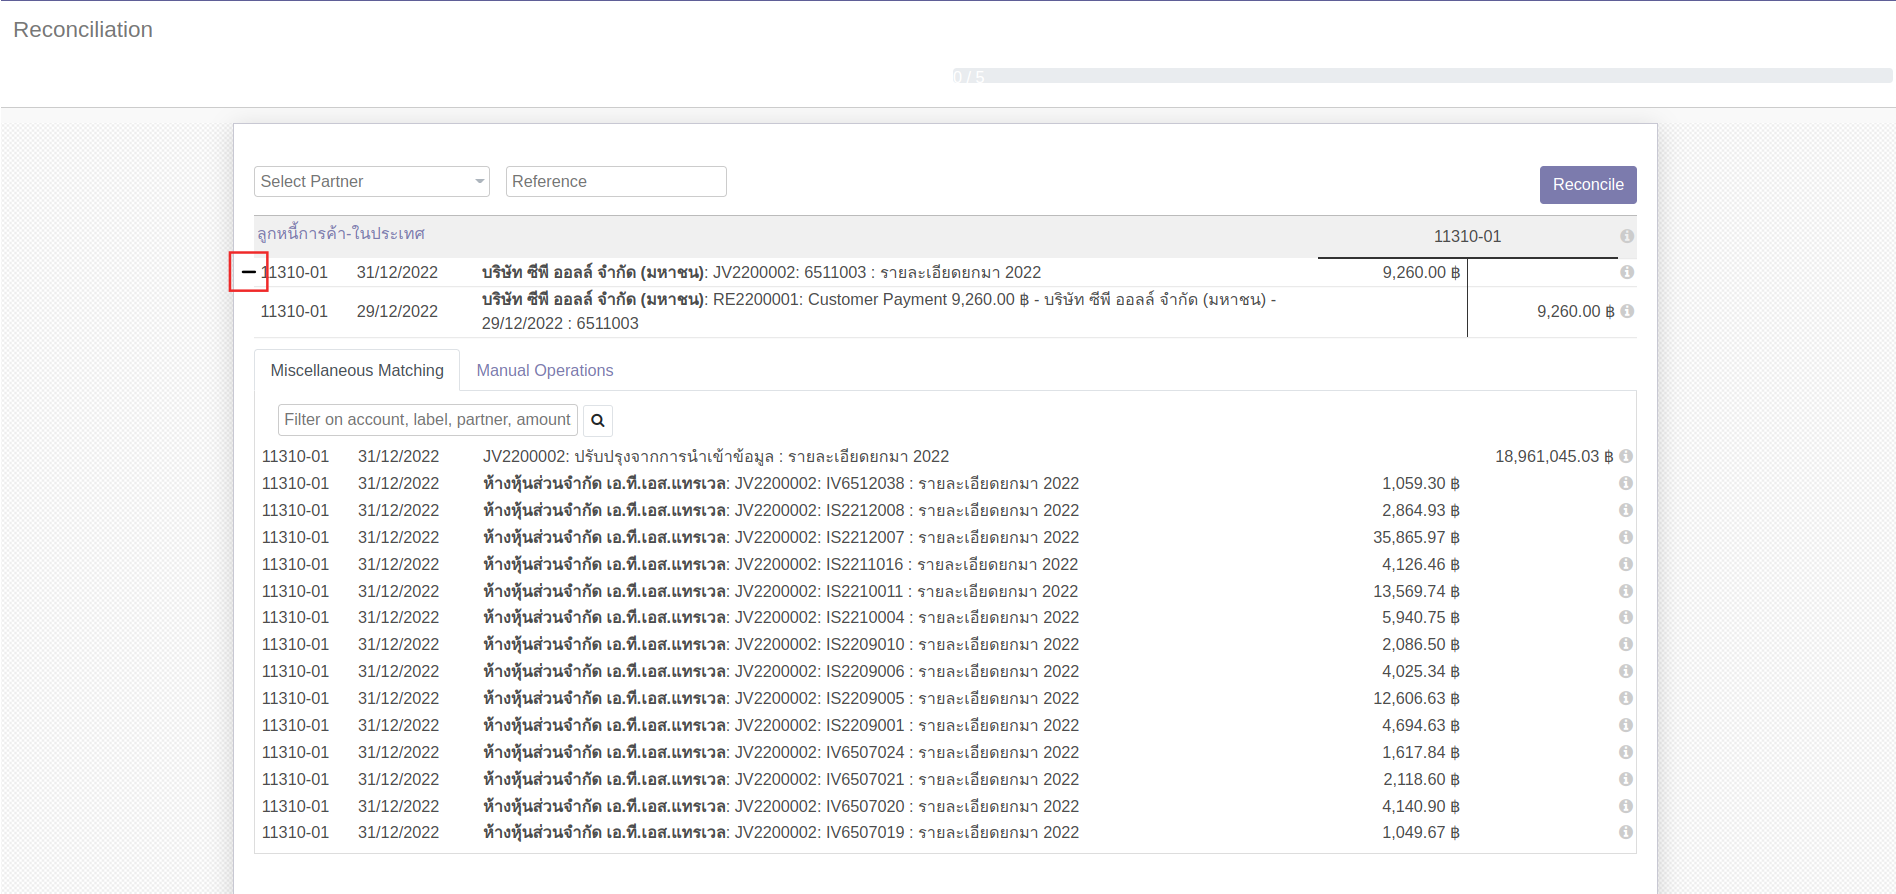 Reconciliation
0 / 5
Select Partner
Reference
Reconcile
ลูกหนี้การค้า-ในประเทศ 11310-01
11310-01 31/12/2022 บริษัท ซีพี ออลล์ จำกัด (มหาชน): JV2200002: 6511003 : รายละเอียดยกมา 2022 9,260.00 ฿
11310-01 29/12/2022 บริษัท ซีพี ออลล์ จำกัด (มหาชน): RE2200001: Customer Payment 9,260.00 ฿ - บริษัท ซีพี ออลล์ จำกัด (มหาชน) -
29/12/2022 : 6511003 9,260.00 ฿
Miscellaneous Matching Manual Operations
Filter on account, label, partner, amount
11310-01 31/12/2022 JV2200002: ปรับปรุงจากการนำเข้าข้อมูล : รายละเอียดยกมา 2022 18,961,045.03 ฿
11310-01 31/12/2022 ห้างหุ้นส่วนจำกัด เอ.ที.เอส.แทรเวล: JV2200002: IV6512038 : รายละเอียดยกมา 2022 1,059.30 ฿
11310-01 31/12/2022 ห้างหุ้นส่วนจำกัด เอ.ที.เอส.แทรเวล: JV2200002: IS2212008 : รายละเอียดยกมา 2022 2,864.93 ฿
11310-01 31/12/2022 ห้างหุ้นส่วนจำกัด เอ.ที.เอส.แทรเวล: JV2200002: IS2212007 : รายละเอียดยกมา 2022 35,865.97 ฿
11310-01 31/12/2022 ห้างหุ้นส่วนจำกัด เอ.ที.เอส.แทรเวล: JV2200002: IS2211016 : รายละเอียดยกมา 2022 4,126.46 ฿
11310-01 31/12/2022 ห้างหุ้นส่วนจำกัด เอ.ที.เอส.แทรเวล: JV2200002: IS2210011 : รายละเอียดยกมา 2022 13,569.74 ฿
11310-01 31/12/2022 ห้างหุ้นส่วนจำกัด เอ.ที.เอส.แทรเวล: JV2200002: IS2210004 : รายละเอียดยกมา 2022 5,940.75 ฿
11310-01 31/12/2022 ห้างหุ้นส่วนจำกัด เอ.ที.เอส.แทรเวล: JV2200002: IS2209010 : รายละเอียดยกมา 2022 2,086.50 ฿
11310-01 31/12/2022 ห้างหุ้นส่วนจำกัด เอ.ที.เอส.แทรเวล: JV2200002: IS2209006 : รายละเอียดยกมา 2022 4,025.34 ฿
11310-01 31/12/2022 ห้างหุ้นส่วนจำกัด เอ.ที.เอส.แทรเวล: JV2200002: IS2209005 : รายละเอียดยกมา 2022 12,606.63 ฿
11310-01 31/12/2022 ห้างหุ้นส่วนจำกัด เอ.ที.เอส.แทรเวล: JV2200002: IS2209001 : รายละเอียดยกมา 2022 4,694.63 ฿
11310-01 31/12/2022 ห้างหุ้นส่วนจำกัด เอ.ที.เอส.แทรเวล: JV2200002: IV6507024 : รายละเอียดยกมา 2022 1,617.84 ฿
11310-01 31/12/2022 ห้างหุ้นส่วนจำกัด เอ.ที.เอส.แทรเวล: JV2200002: IV6507021 : รายละเอียดยกมา 2022 2,118.60 ฿
11310-01 31/12/2022 ห้างหุ้นส่วนจำกัด เอ.ที.เอส.แทรเวล: JV2200002: IV6507020 : รายละเอียดยกมา 2022 4,140.90 ฿
11310-01 31/12/2022 ห้างหุ้นส่วนจำกัด เอ.ที.เอส.แทรเวล: JV2200002: IV6507019 : รายละเอียดยกมา 2022 1,049.67 ฿